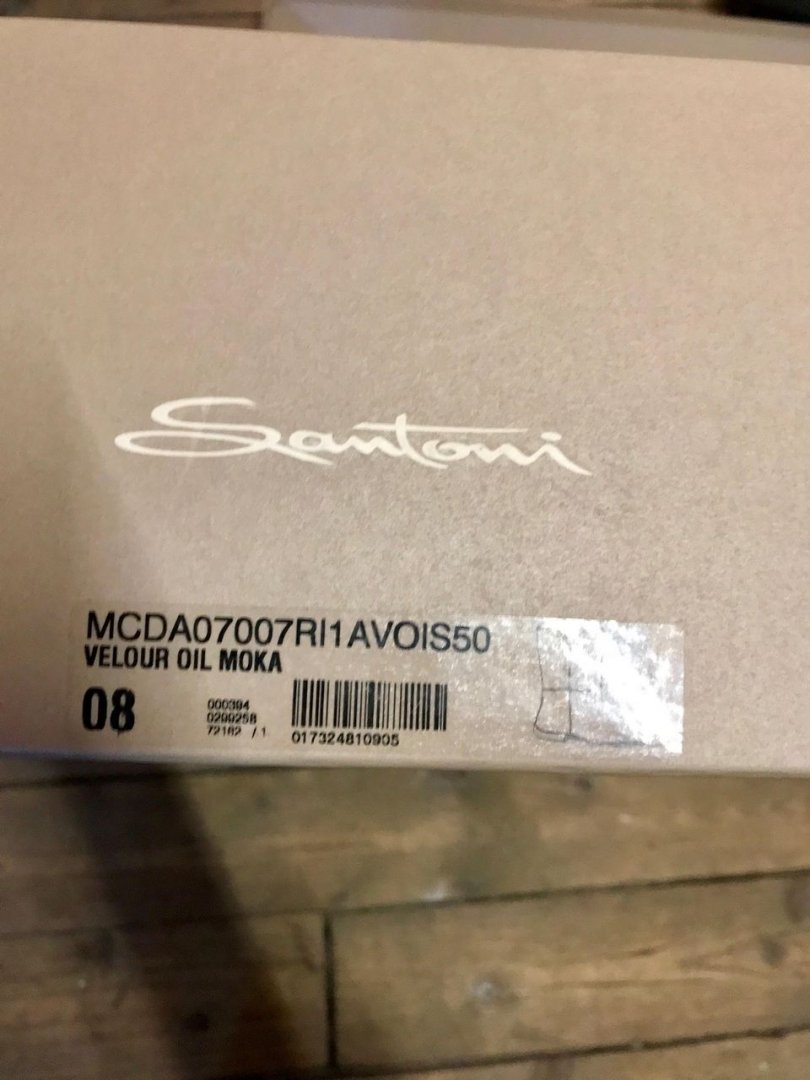 Santoni
MCDA07007RI1AVOIS50
VELOUR OIL MOKA
08
000394
0299258
72182 / 1
017324810905